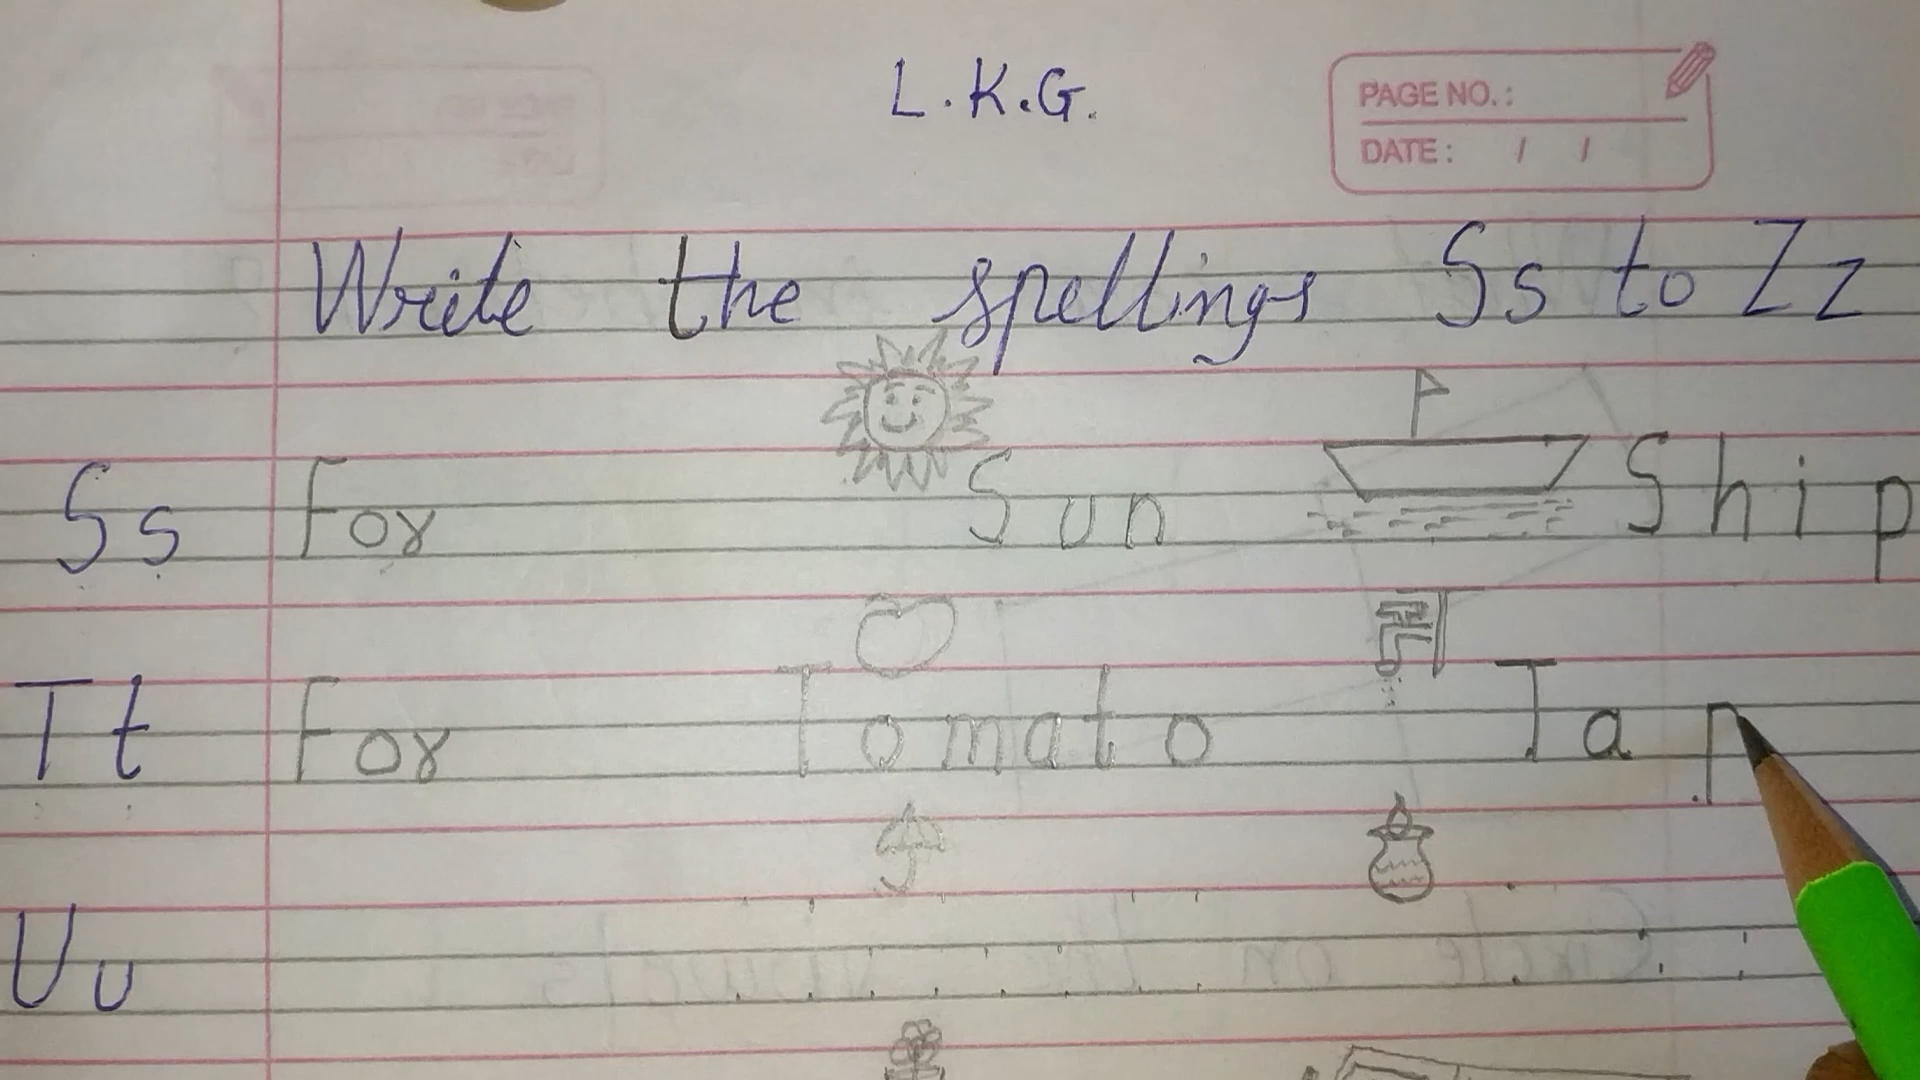 L.K.G.
PAGE NO.:
DATE: / /
Write the spellings Ss to Zz
Ss For Sun Ship
Tt For Tomato Tap
Uu